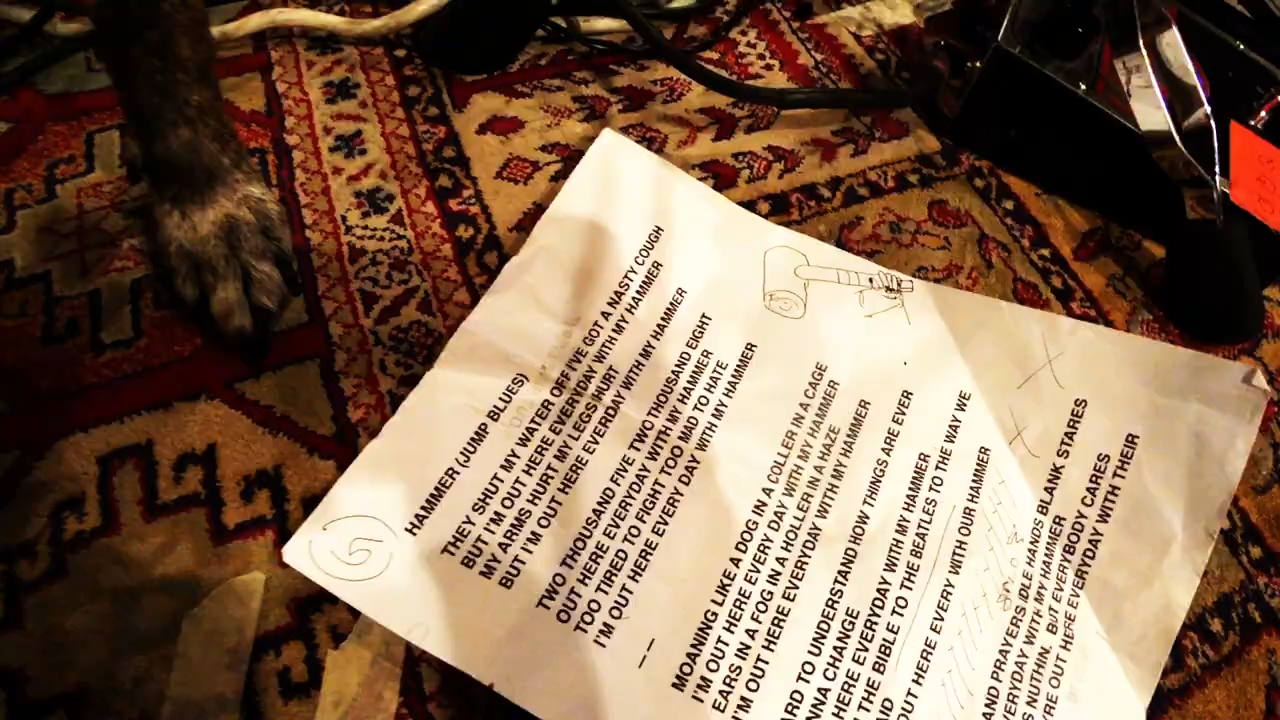 5
HAMMER (JUMP BLUES)
THEY SHUT MY WATER OFF I'VE GOT A NASTY COUGH
BUT I'M OUT HERE EVERYDAY WITH MY HAMMER
MY ARMS HURT MY LEGS HURT
BUT I'M OUT HERE EVERDAY WITH MY HAMMER
TWO THOUSAND FIVE TWO THOUSAND EIGHT
OUT HERE EVERYDAY WITH MY HAMMER
TOO TIRED TO FIGHT TOO MAD TO HATE
I'M OUT HERE EVERY DAY WITH MY HAMMER
MOANING LIKE A DOG IN A COLLER IN A CAGE
I'M OUT HERE EVERY DAY WITH MY HAMMER
EARS IN A FOG IN A HOLLER IN A HAZE
I'M OUT HERE EVERYDAY WITH MY HAMMER
ARD TO UNDERSTAND HOW THINGS ARE EVER
NNA CHANGE
HERE EVERYDAY WITH MY HAMMER
THE BIBLE TO THE BEATLES TO THE WAY WE
ND
OUT HERE EVERY WITH OUR HAMMER
AND PRAYERS IDLE HANDS BLANK STARES
VERYDAY WITH MY HAMMER
S NUTHIN, BUT EVERYBODY CARES
RE OUT HERE EVERYDAY WITH THEIR